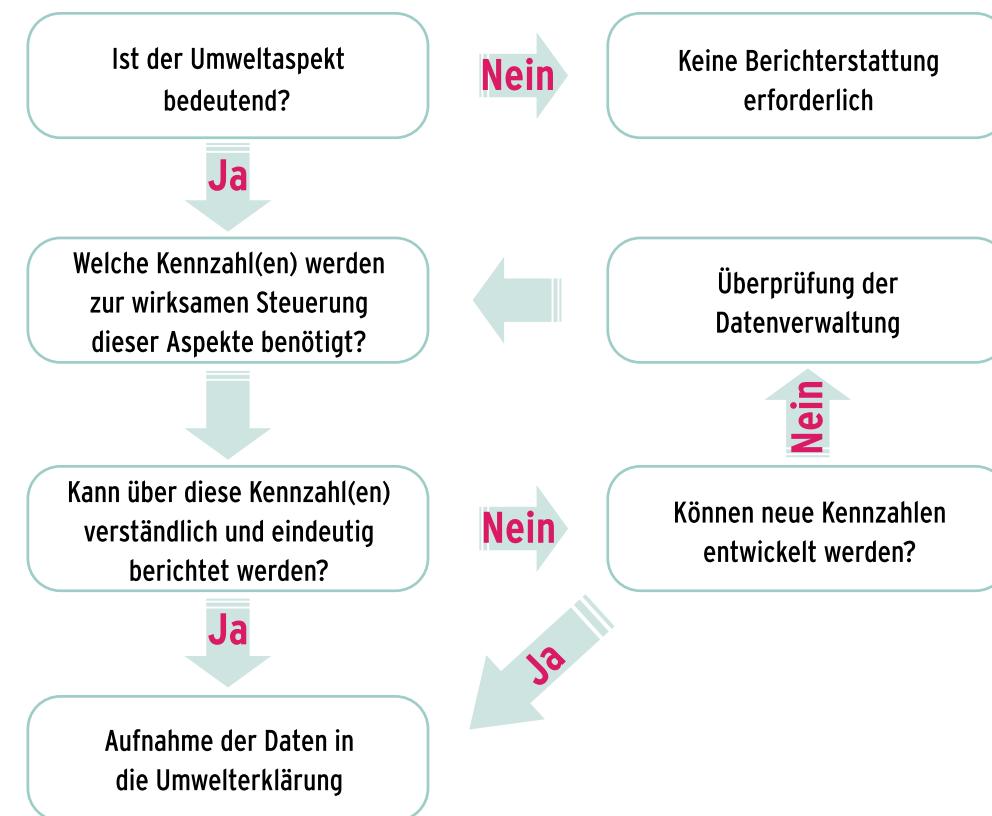 Ist der Umweltaspekt
bedeutend?
Nein
Keine Berichterstattung
erforderlich
Ja
Welche Kennzahl(en) werden
zur wirksamen Steuerung
dieser Aspekte benötigt?
Überprüfung der
Datenverwaltung
Nein
Kann über diese Kennzahl(en)
verständlich und eindeutig
berichtet werden?
Nein
Können neue Kennzahlen
entwickelt werden?
Ja
Ja
Aufnahme der Daten in
die Umwelterklärung